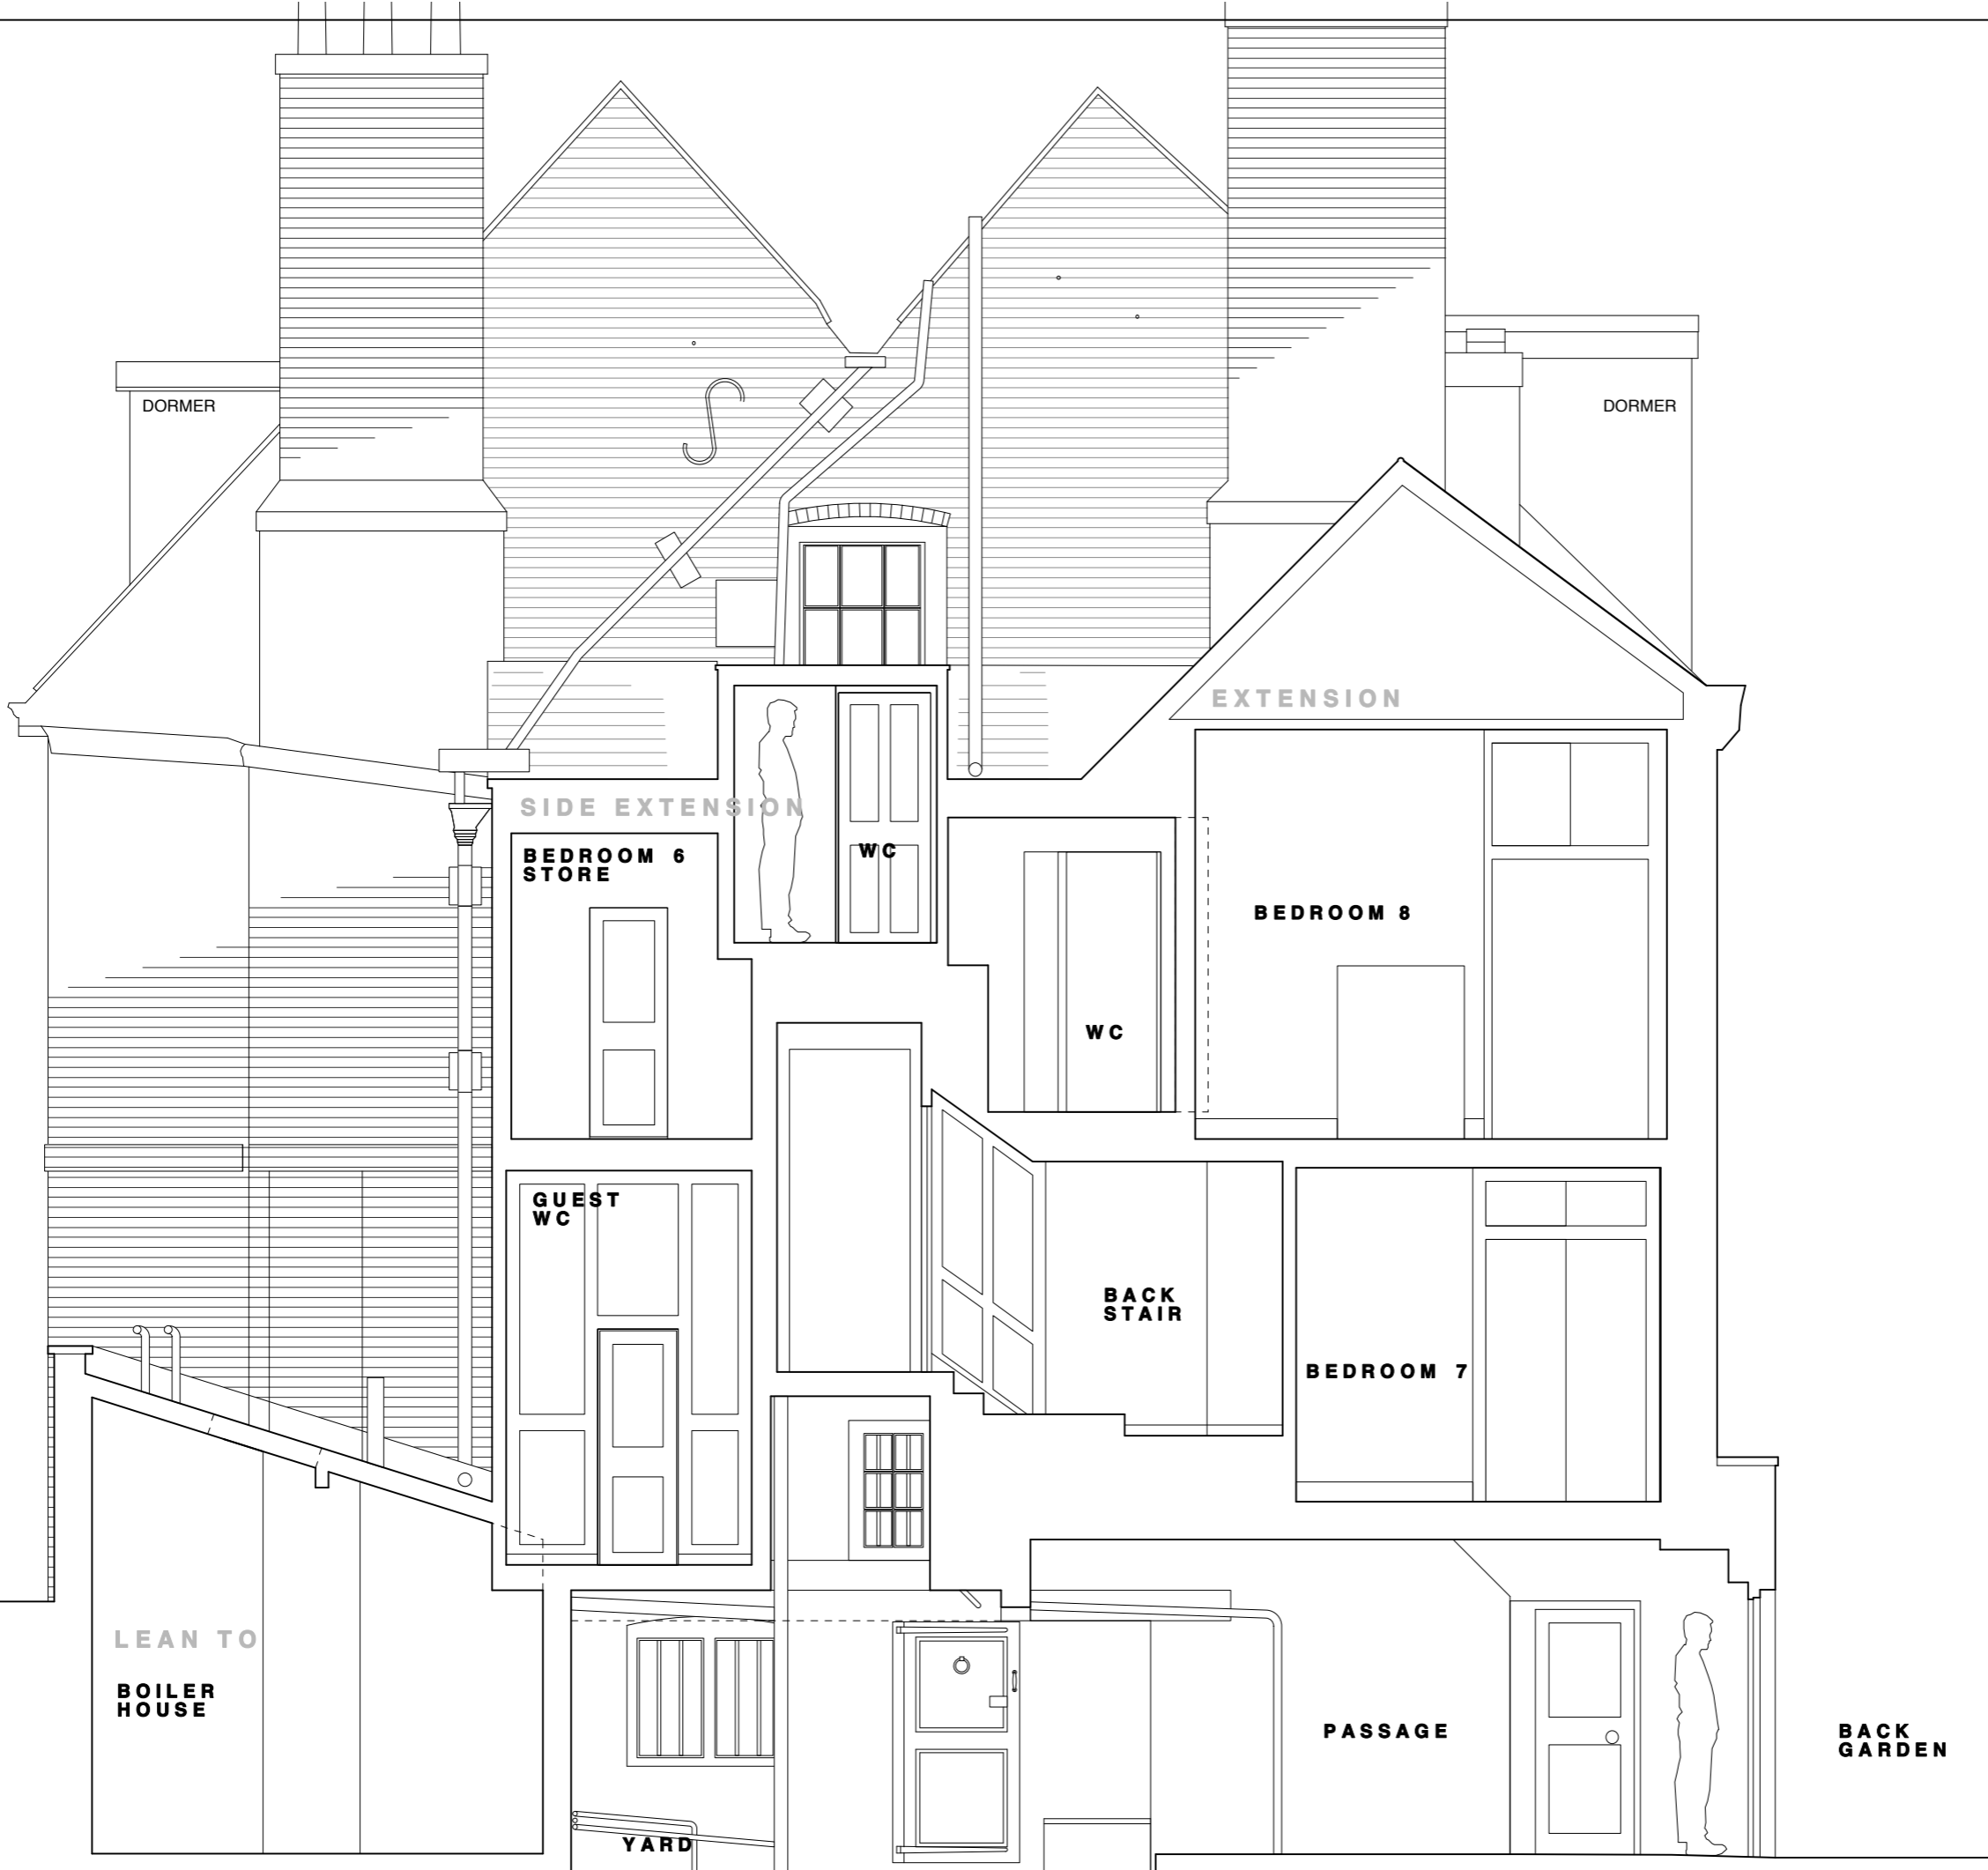 DORMER
DORMER
EXTENSION
SIDE EXTENSION
BEDROOM 6
STORE
WC
BEDROOM 8
WC
GUEST
WC
BACK
STAIR
BEDROOM 7
LEAN TO
BOILER
HOUSE
PASSAGE
BACK
GARDEN
YARD